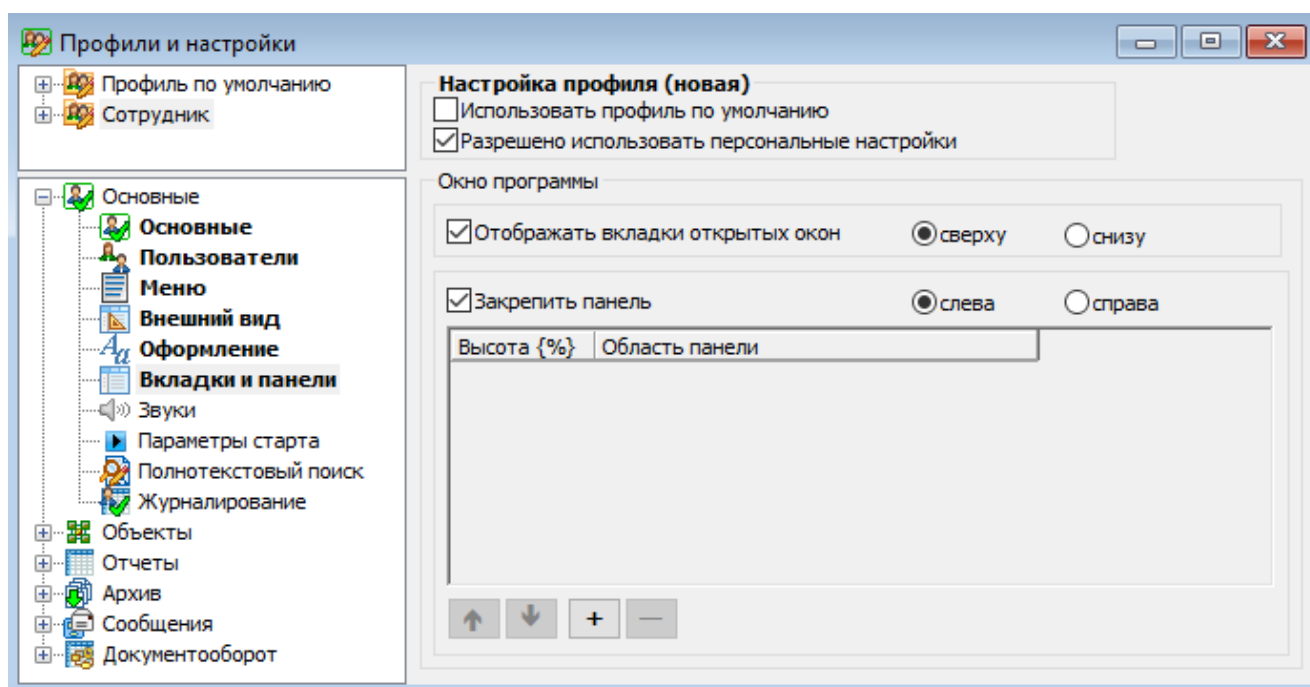 Профили и настройки
Профиль по умолчанию
Сотрудник
Основные
Основные
Пользователи
Меню
Внешний вид
Оформление
Вкладки и панели
Звуки
Параметры старта
Полнотекстовый поиск
Журналирование
Объекты
Отчеты
Архив
Сообщения
Документооборот
Настройка профиля (новая)
Использовать профиль по умолчанию
Разрешено использовать персональные настройки
Окно программы
Отображать вкладки открытых окон сверху снизу
Закрепить панель слева справа
Высота {%} Область панели